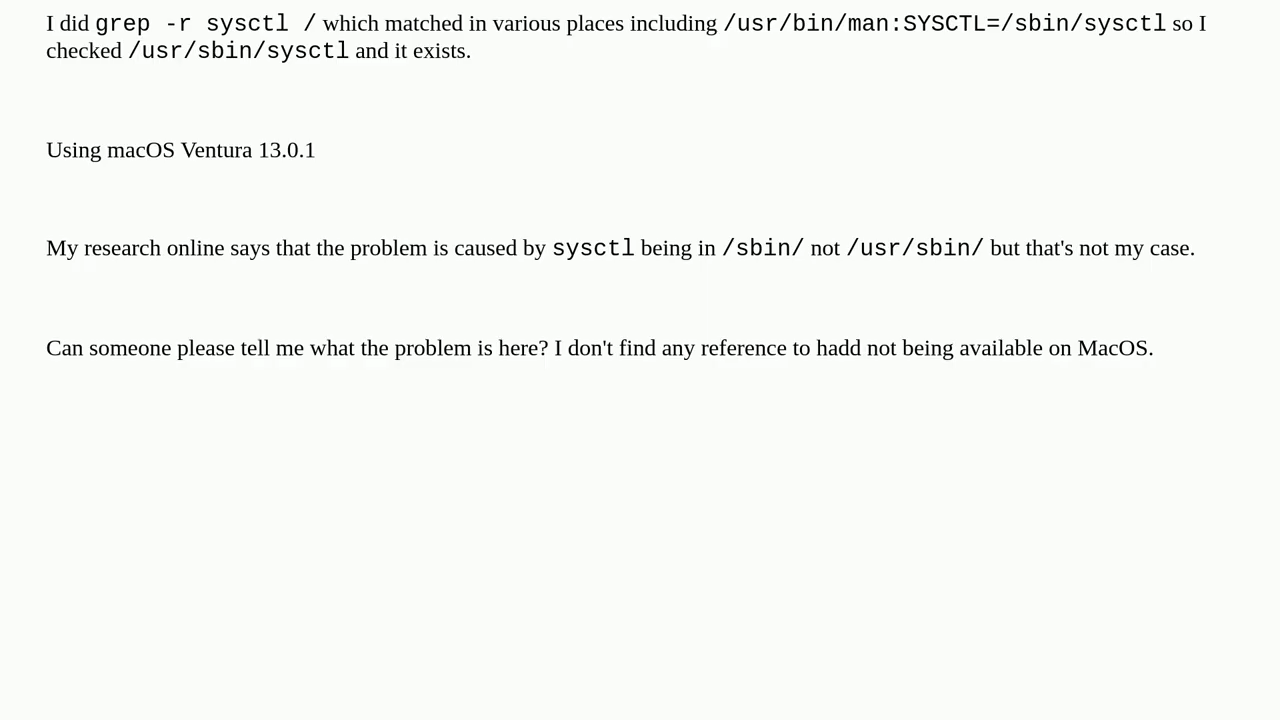 I did grep -r sysctl / which matched in various places including /usr/bin/man:SYSCTL=/sbin/sysctl so I
checked /usr/sbin/sysctl and it exists.
Using macOS Ventura 13.0.1
My research online says that the problem is caused by sysctl being in /sbin/ not /usr/sbin/ but that's not my case.
Can someone please tell me what the problem is here? I don't find any reference to hadd not being available on MacOS.